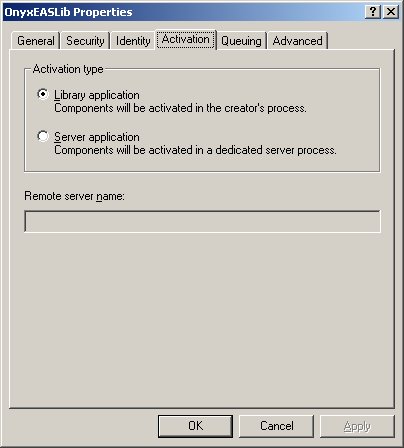 OnyxEASLib Properties
General Security Identity Activation Queuing Advanced
Activation type
Library application
Components will be activated in the creator's process.
Server application
Components will be activated in a dedicated server process.
Remote server name:
OK Cancel Apply